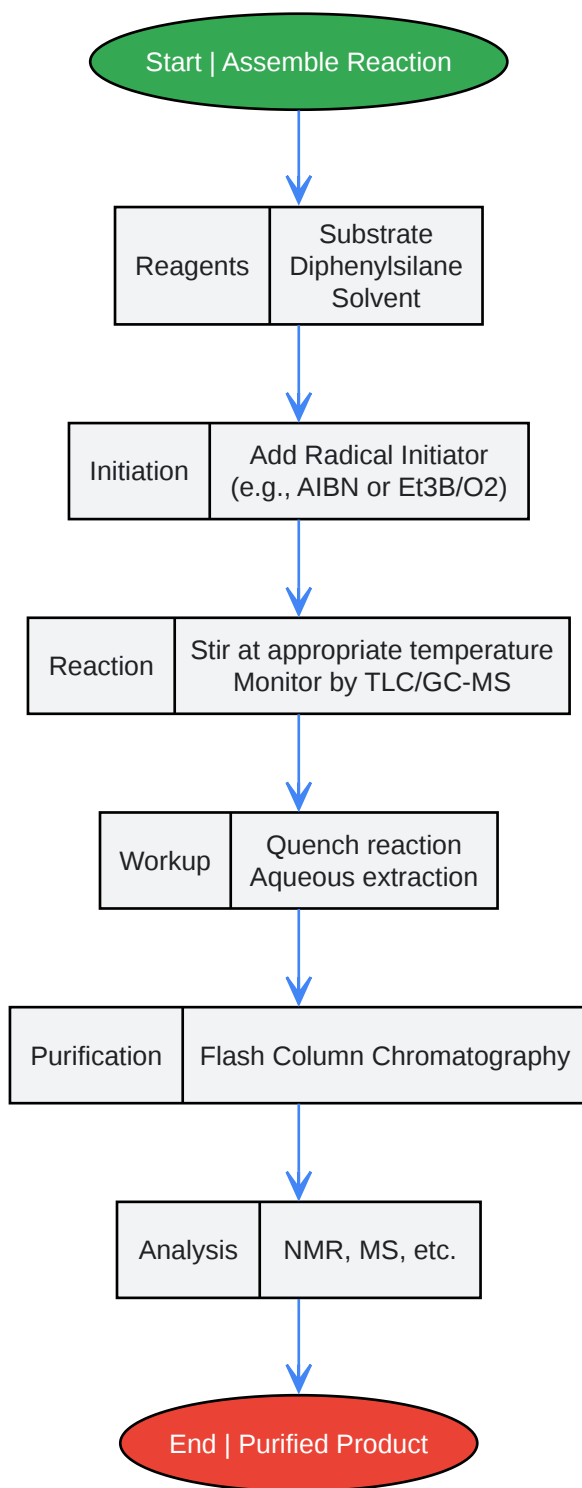 Start | Assemble Reaction
Reagents
Substrate
Diphenylsilane
Solvent
Initiation
Add Radical Initiator
(e.g., AIBN or Et3B/O2)
Reaction
Stir at appropriate temperature
Monitor by TLC/GC-MS
Workup
Quench reaction
Aqueous extraction
Purification
Flash Column Chromatography
Analysis
NMR, MS, etc.
End | Purified Product